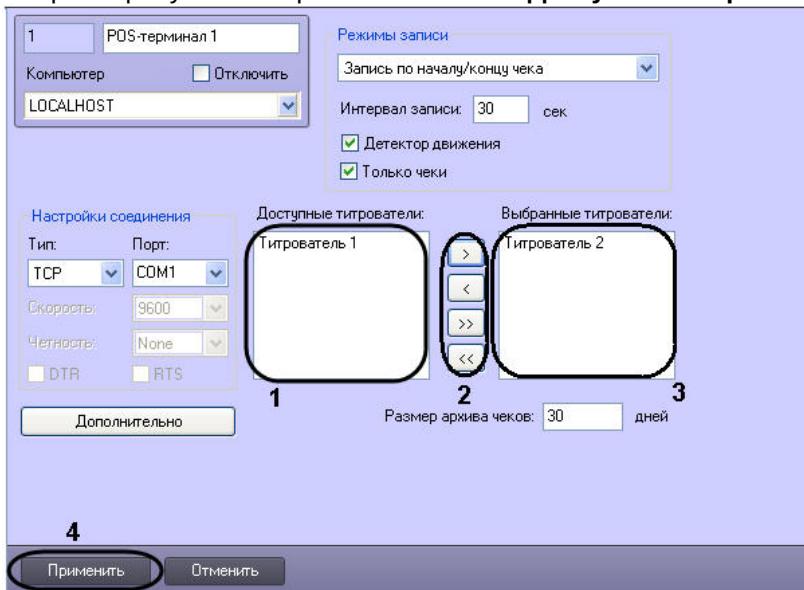 1 POS-терминал 1
Компьютер Отключить
LOCALHOST
Режимы записи
Запись по началу/концу чека
Интервал записи: 30 сек
Детектор движения
Только чеки
Настройки соединения
Тип: Порт:
TCP COM1
Скорость: 9600
Четность: None
DTR RTS
Дополнительно
Доступные титрователи:
Титрователь 1
1
>
<
>>
<<
2
Выбранные титрователи:
Титрователь 2
3
Размер архива чеков: 30 дней
4
Применить Отменить